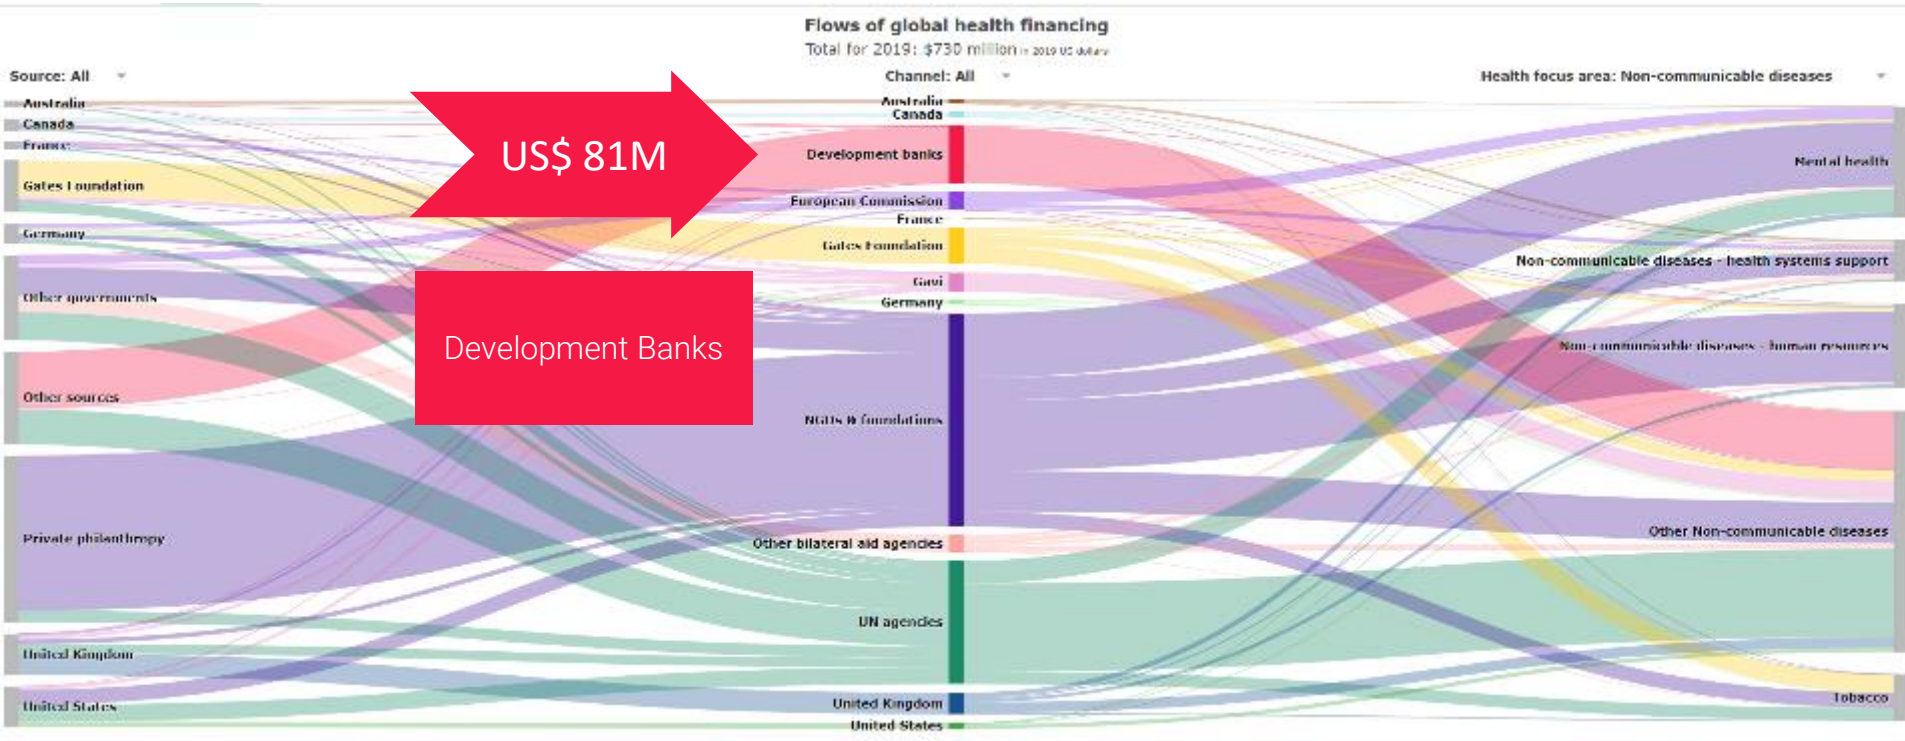 Flows of global health financing
Total for 2019: $730 million in 2019 US dollars
Source: All
Channel: All
Health focus area: Non-communicable diseases
Australia
Canada
France
Gates Foundation
Germany
Other governments
Other sources
Private philanthropy
United Kingdom
United States
US$ 81M
Development Banks
Australia
Canada
Development banks
European Commission
France
Gates Foundation
Gavi
Germany
NGOs & foundations
Other bilateral aid agencies
UN agencies
United Kingdom
United States
Mental health
Non-communicable diseases - health systems support
Non-communicable diseases - human resources
Other Non-communicable diseases
Tobacco